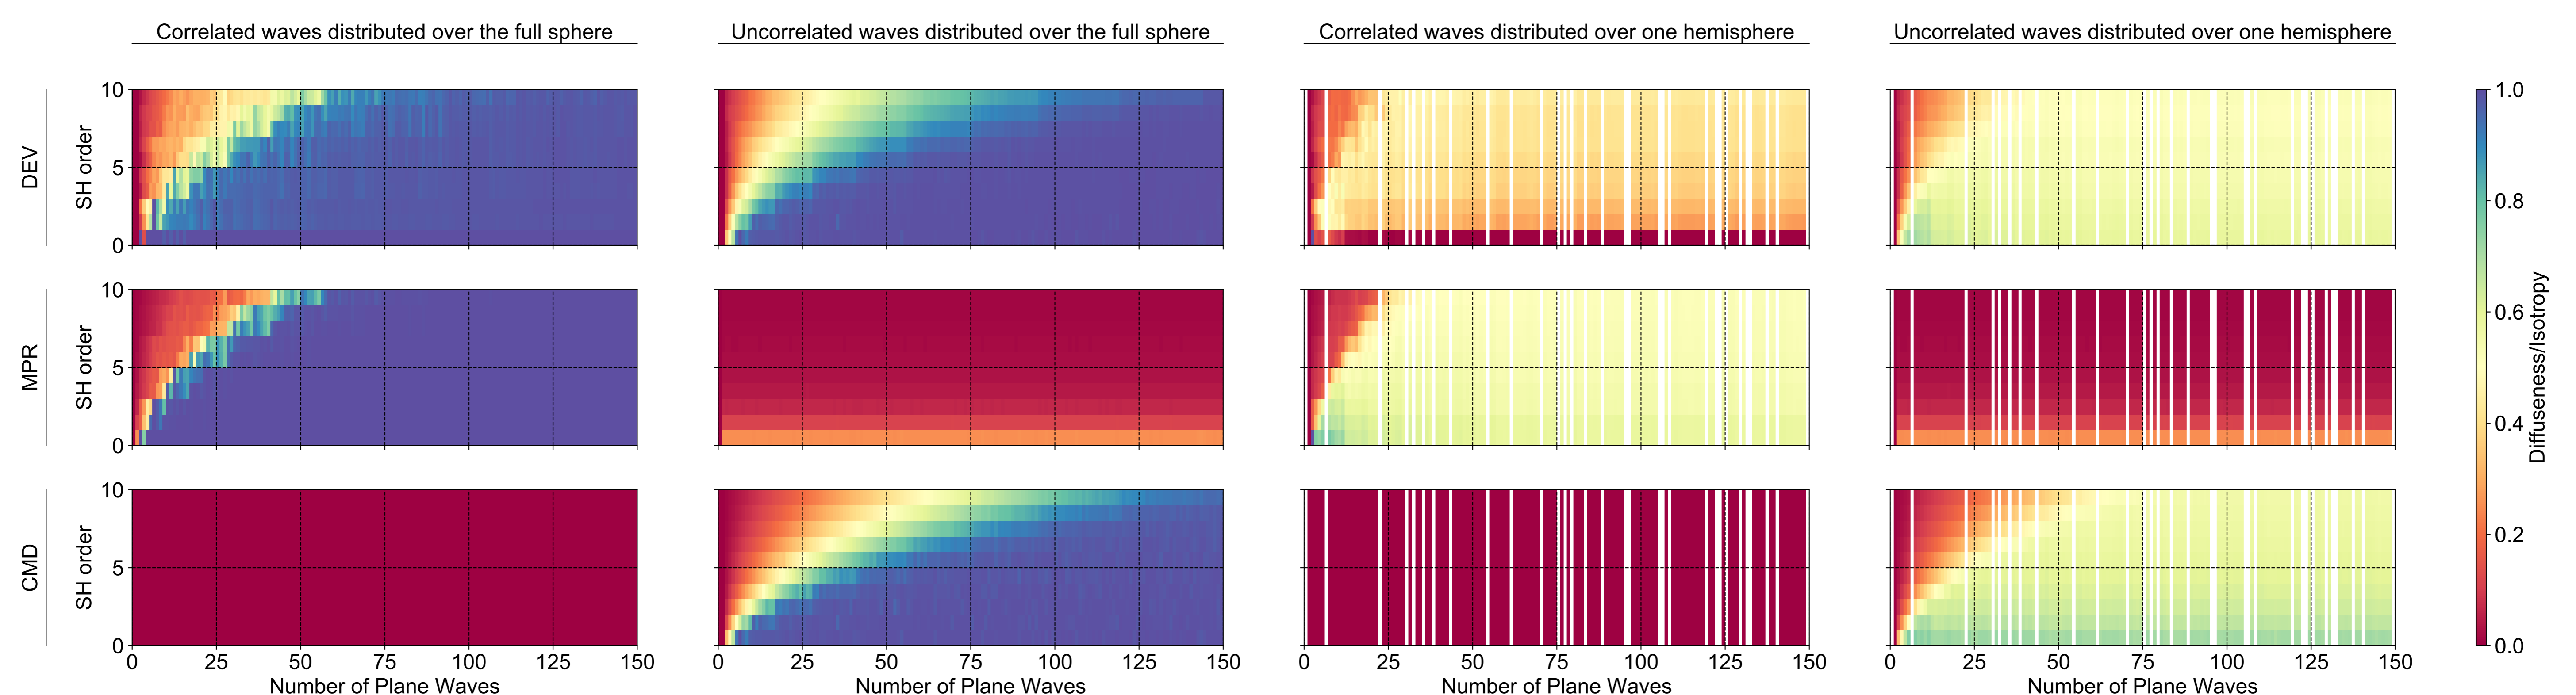 Correlated waves distributed over the full sphere
Uncorrelated waves distributed over the full sphere
Correlated waves distributed over one hemisphere
Uncorrelated waves distributed over one hemisphere
DEV
SH order
10
5
0
MPR
SH order
10
5
0
CMD
SH order
10
5
0
0 25 50 75 100 125 150
Number of Plane Waves
0 25 50 75 100 125 150
Number of Plane Waves
0 25 50 75 100 125 150
Number of Plane Waves
0 25 50 75 100 125 150
Number of Plane Waves
1.0
0.8
0.6
0.4
0.2
0.0
Diffuseness/Isotropy